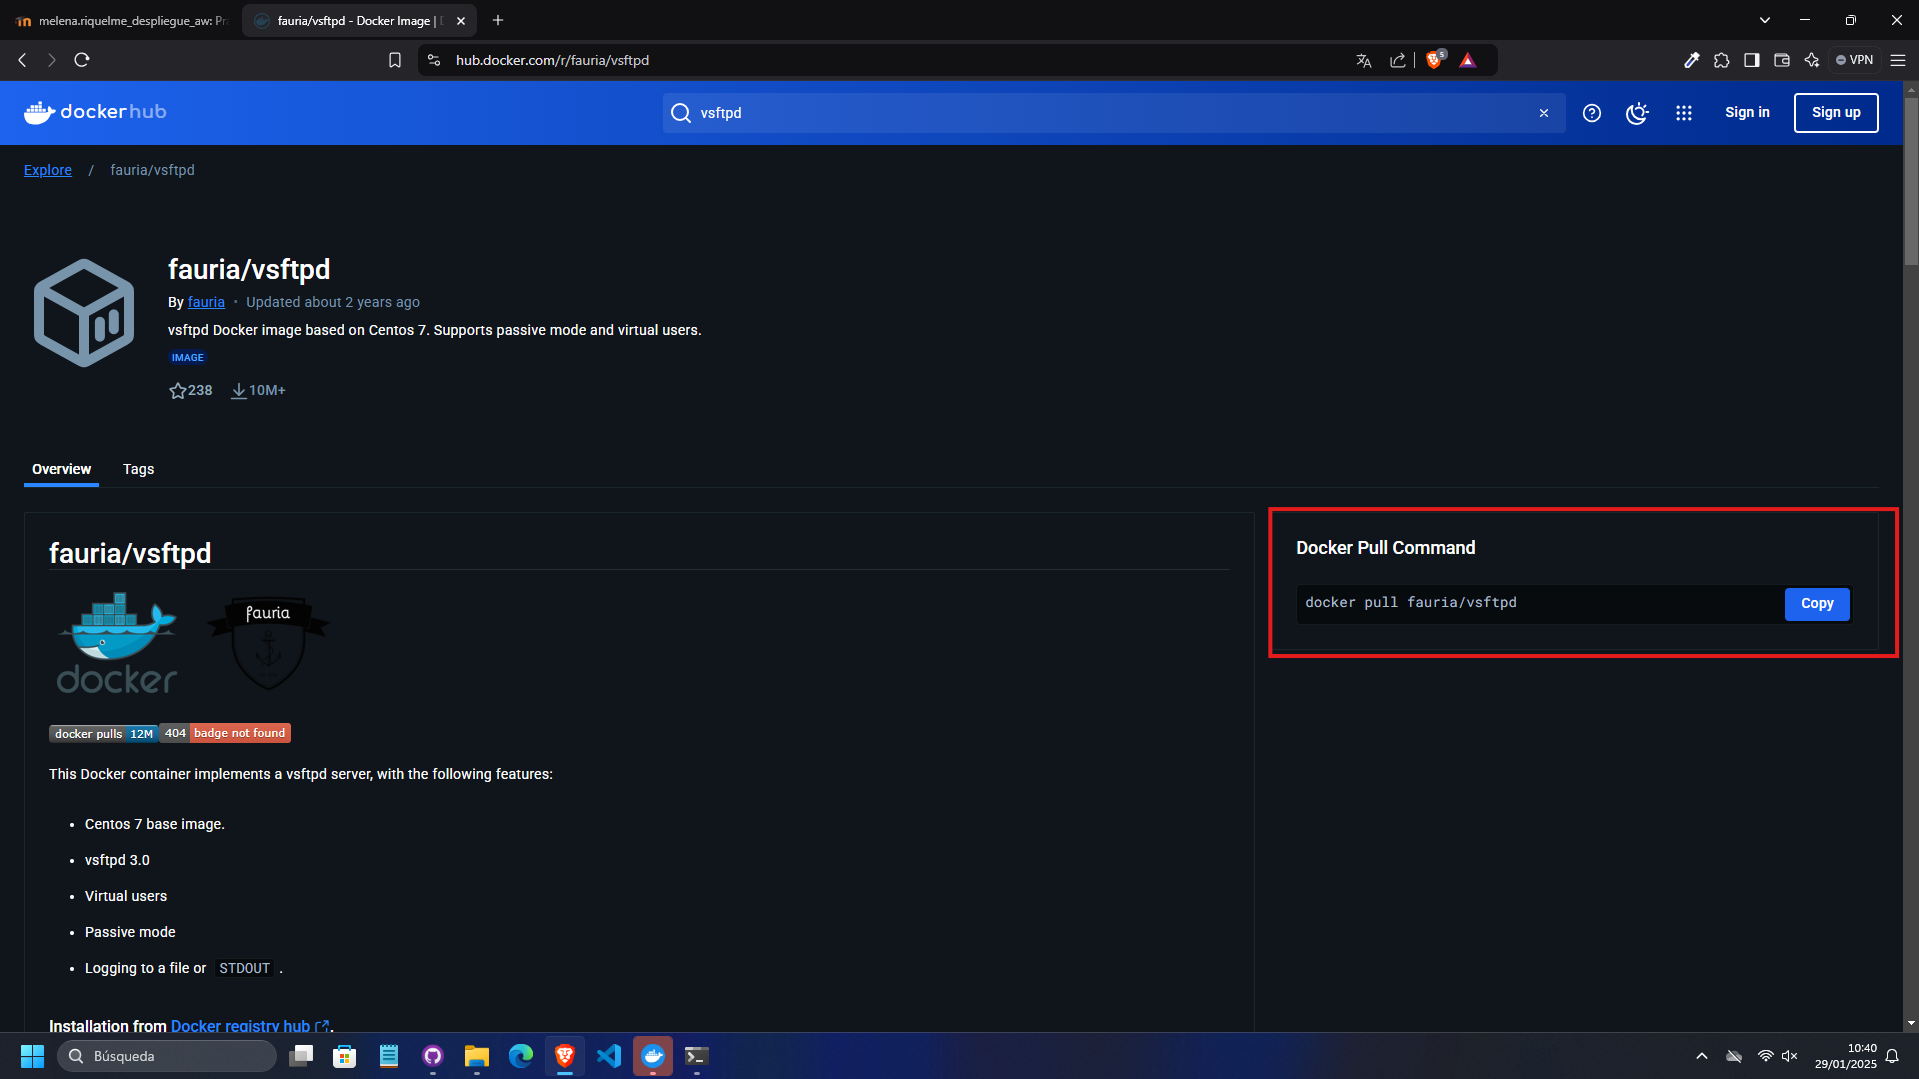 melena.riquelme_despliegue_aw: Pr
fauria/vsftpd - Docker Image |
hub.docker.com/r/fauria/vsftpd
5
VPN
dockerhub
vsftpd
Sign in
Sign up
Explore / fauria/vsftpd
fauria/vsftpd
By fauria • Updated about 2 years ago
vsftpd Docker image based on Centos 7. Supports passive mode and virtual users.
IMAGE
238 10M+
Overview
Tags
fauria/vsftpd
docker
fauria
docker pulls 12M 404 badge not found
This Docker container implements a vsftpd server, with the following features:
• Centos 7 base image.
• vsftpd 3.0
• Virtual users
• Passive mode
• Logging to a file or STDOUT .
Installation from Docker registry hub .
Docker Pull Command
docker pull fauria/vsftpd
Copy
Búsqueda
10:40
29/01/2025